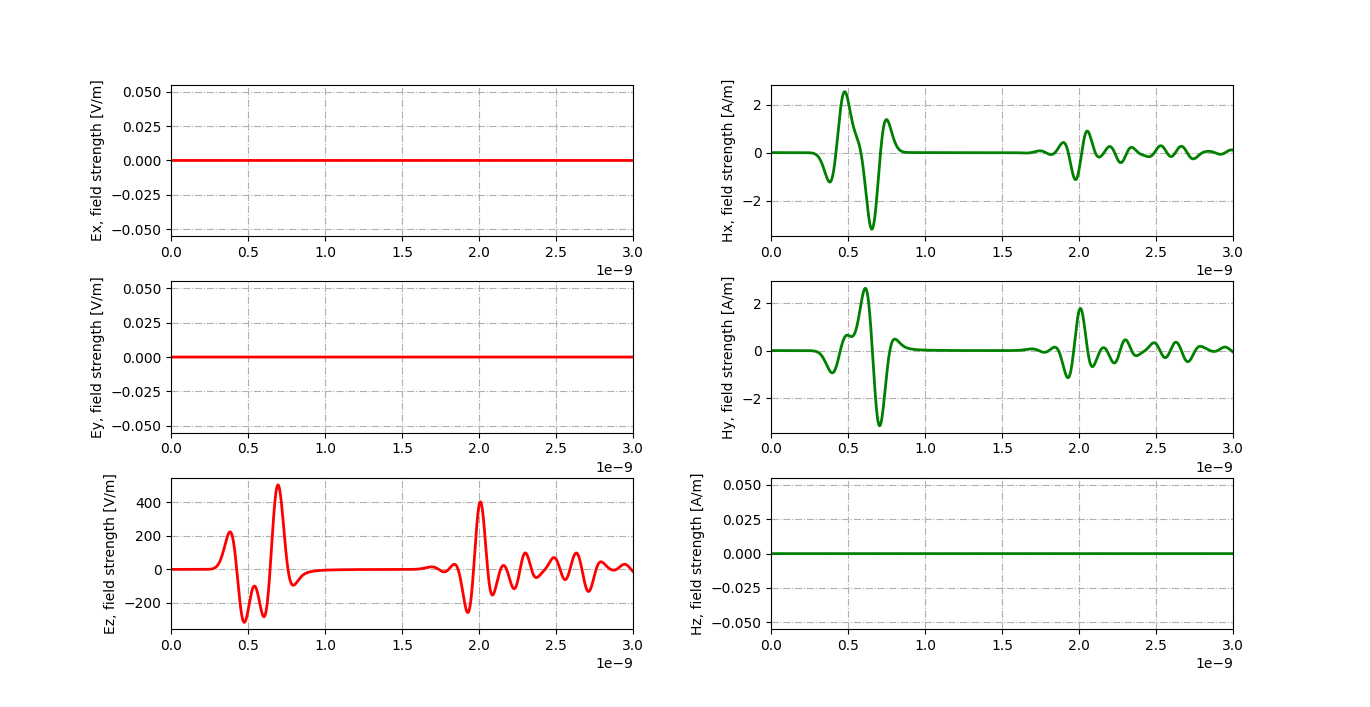 Ex, field strength [V/m]
0.050
0.025
0.000
−0.025
−0.050
0.0 0.5 1.0 1.5 2.0 2.5 3.0
1e−9
Hx, field strength [A/m]
2
0
−2
0.0 0.5 1.0 1.5 2.0 2.5 3.0
1e−9
Ey, field strength [V/m]
0.050
0.025
0.000
−0.025
−0.050
0.0 0.5 1.0 1.5 2.0 2.5 3.0
1e−9
Hy, field strength [A/m]
2
0
−2
0.0 0.5 1.0 1.5 2.0 2.5 3.0
1e−9
Ez, field strength [V/m]
400
200
0
−200
0.0 0.5 1.0 1.5 2.0 2.5 3.0
1e−9
Hz, field strength [A/m]
0.050
0.025
0.000
−0.025
−0.050
0.0 0.5 1.0 1.5 2.0 2.5 3.0
1e−9